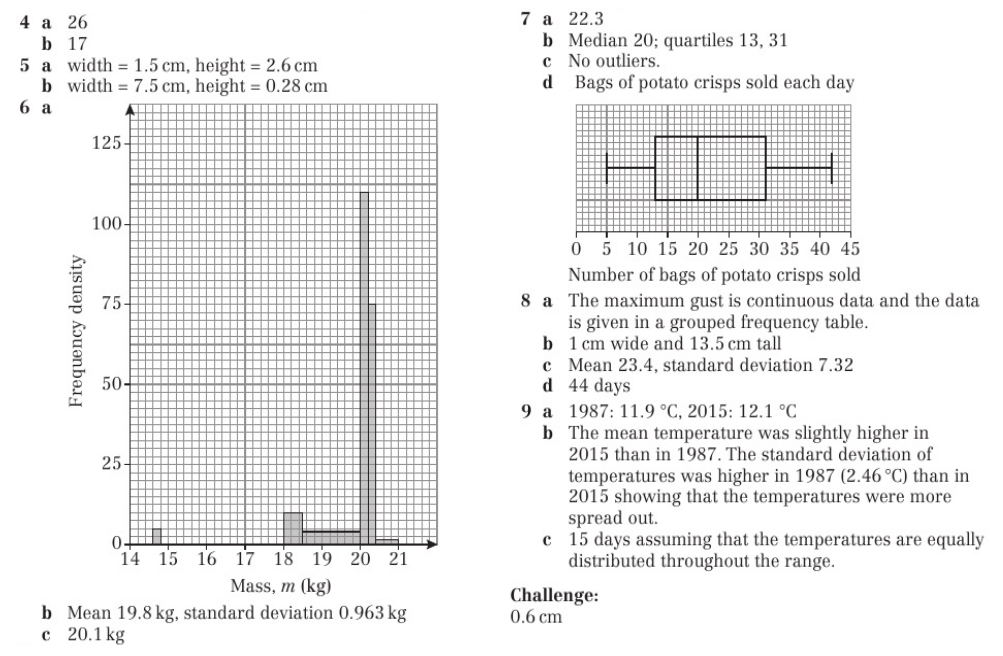 4 a 26
b 17
5 a width = 1.5 cm, height = 2.6 cm
b width = 7.5 cm, height = 0.28 cm
6 a
125
100
75
50
25
0
Frequency density
14 15 16 17 18 19 20 21
Mass, m (kg)
b Mean 19.8 kg, standard deviation 0.963 kg
c 20.1 kg
7 a 22.3
b Median 20; quartiles 13, 31
c No outliers.
d Bags of potato crisps sold each day
0 5 10 15 20 25 30 35 40 45
Number of bags of potato crisps sold
8 a The maximum gust is continuous data and the data
is given in a grouped frequency table.
b 1 cm wide and 13.5 cm tall
c Mean 23.4, standard deviation 7.32
d 44 days
9 a 1987: 11.9 °C, 2015: 12.1 °C
b The mean temperature was slightly higher in
2015 than in 1987. The standard deviation of
temperatures was higher in 1987 (2.46 °C) than in
2015 showing that the temperatures were more
spread out.
c 15 days assuming that the temperatures are equally
distributed throughout the range.
Challenge:
0.6 cm